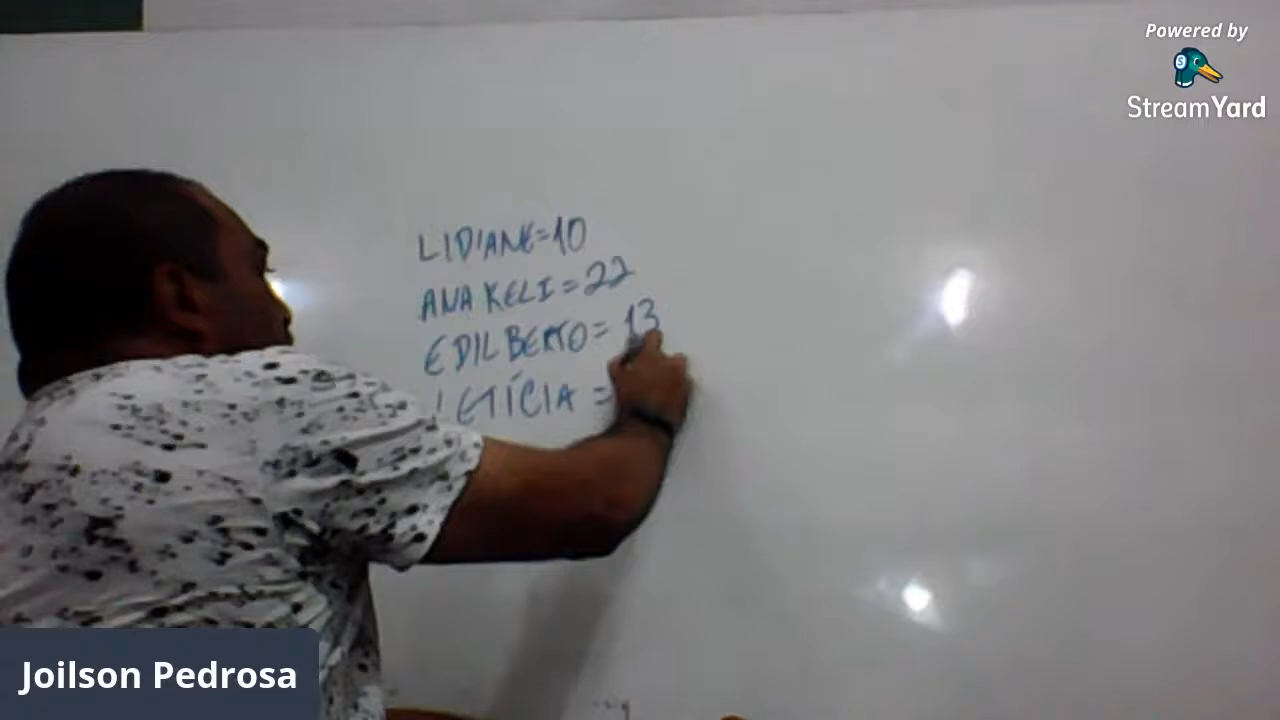 Powered by
StreamYard
LIDIANE=10
ANA KELI=22
EDILBERTO=13
LETÍCIA =
Joilson Pedrosa